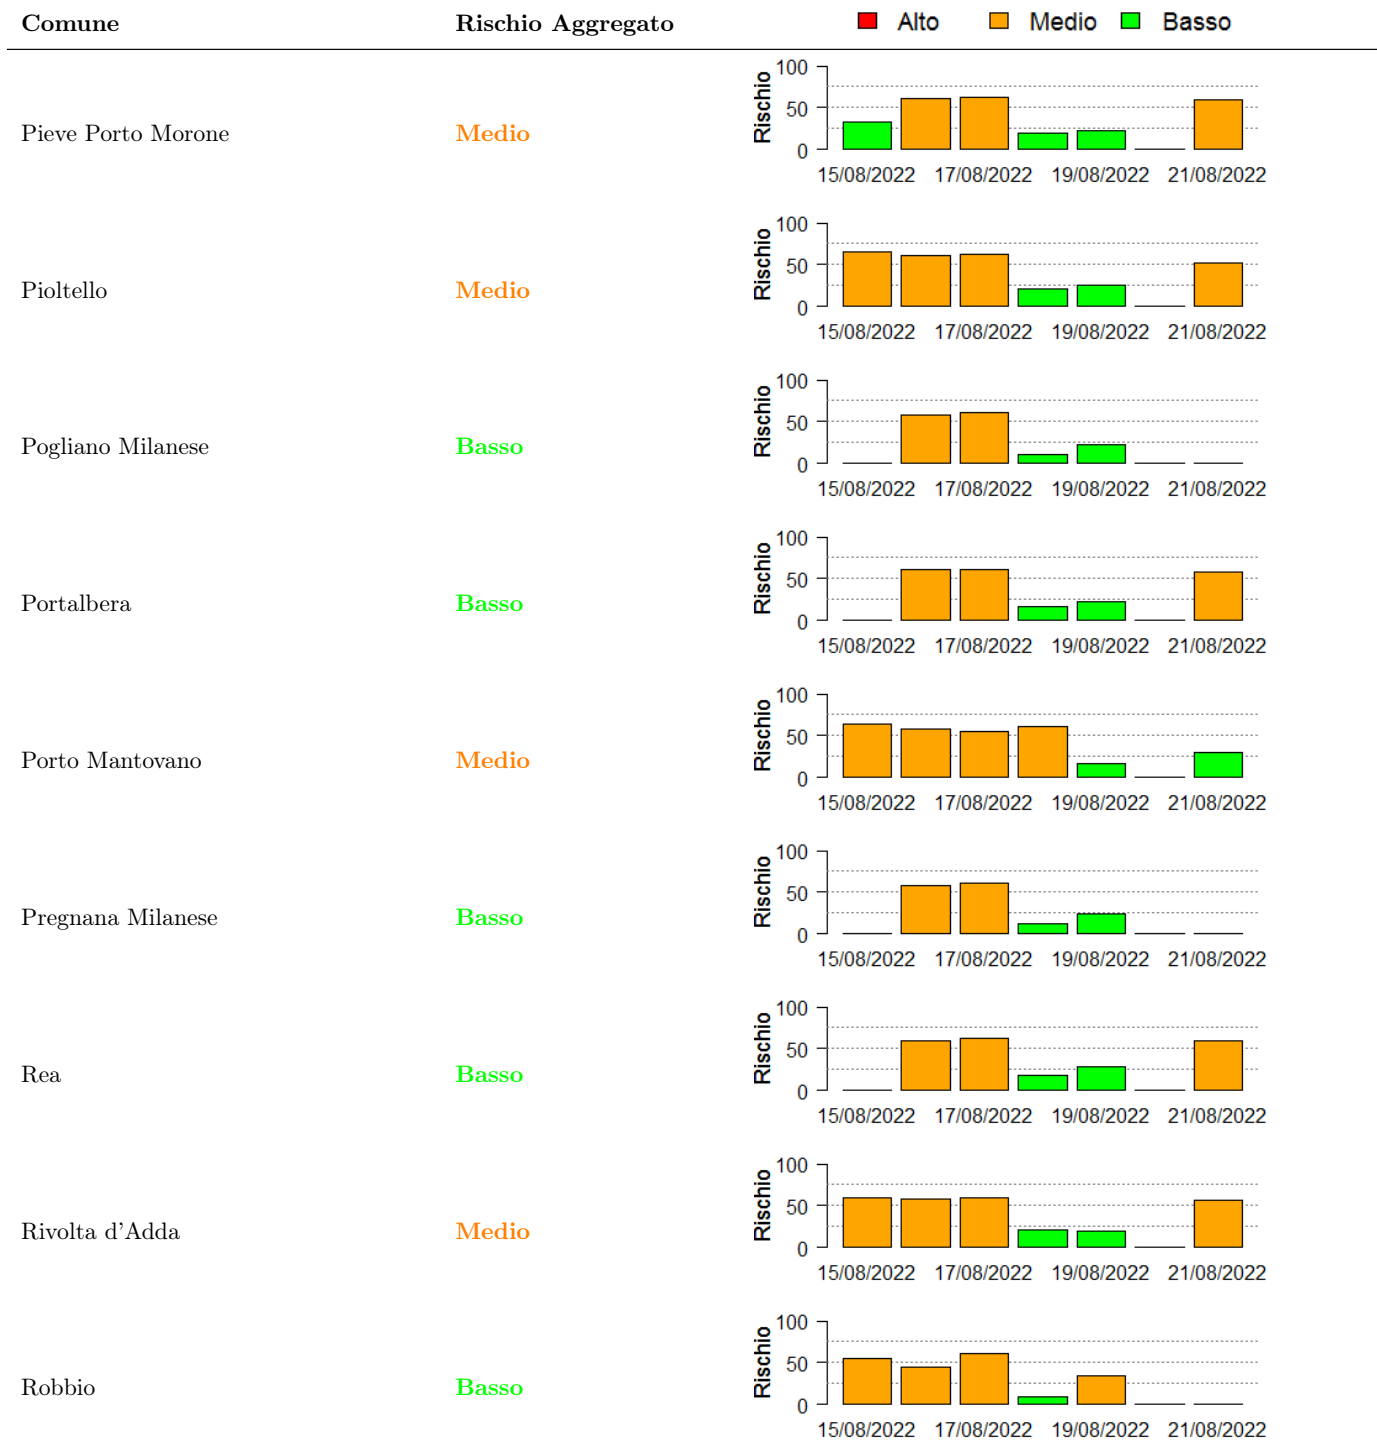 Comune Rischio Aggregato Alto Medio Basso
100
50
0
Rischio
Pieve Porto Morone Medio
15/08/2022 17/08/2022 19/08/2022 21/08/2022
100
50
0
Rischio
Pioltello Medio
15/08/2022 17/08/2022 19/08/2022 21/08/2022
100
50
0
Rischio
Pogliano Milanese Basso
15/08/2022 17/08/2022 19/08/2022 21/08/2022
100
50
0
Rischio
Portalbera Basso
15/08/2022 17/08/2022 19/08/2022 21/08/2022
100
50
0
Rischio
Porto Mantovano Medio
15/08/2022 17/08/2022 19/08/2022 21/08/2022
100
50
0
Rischio
Pregnana Milanese Basso
15/08/2022 17/08/2022 19/08/2022 21/08/2022
100
50
0
Rischio
Rea Basso
15/08/2022 17/08/2022 19/08/2022 21/08/2022
100
50
0
Rischio
Rivolta d'Adda Medio
15/08/2022 17/08/2022 19/08/2022 21/08/2022
100
50
0
Rischio
Robbio Basso
15/08/2022 17/08/2022 19/08/2022 21/08/2022